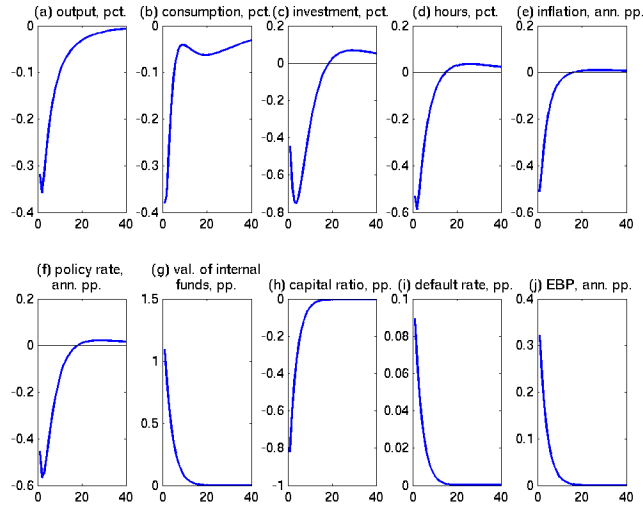 (a) output, pct.
(b) consumption, pct.
(c) investment, pct.
(d) hours, pct.
(e) inflation, ann. pp.
0
-0.1
-0.2
-0.3
-0.4
0 20 40
0
-0.1
-0.2
-0.3
-0.4
0 20 40
0.2
0
-0.2
-0.4
-0.6
-0.8
0 20 40
0.2
0
-0.2
-0.4
-0.6
0 20 40
0.2
0
-0.2
-0.4
-0.6
0 20 40
(f) policy rate,
ann. pp.
(g) val. of internal
funds, pp.
(h) capital ratio, pp.
(i) default rate, pp.
(j) EBP, ann. pp.
0.2
0
-0.2
-0.4
-0.6
0 20 40
1.5
1
0.5
0
0 20 40
0
-0.2
-0.4
-0.6
-0.8
-1
0 20 40
0.1
0.08
0.06
0.04
0.02
0
0 20 40
0.4
0.3
0.2
0.1
0
0 20 40